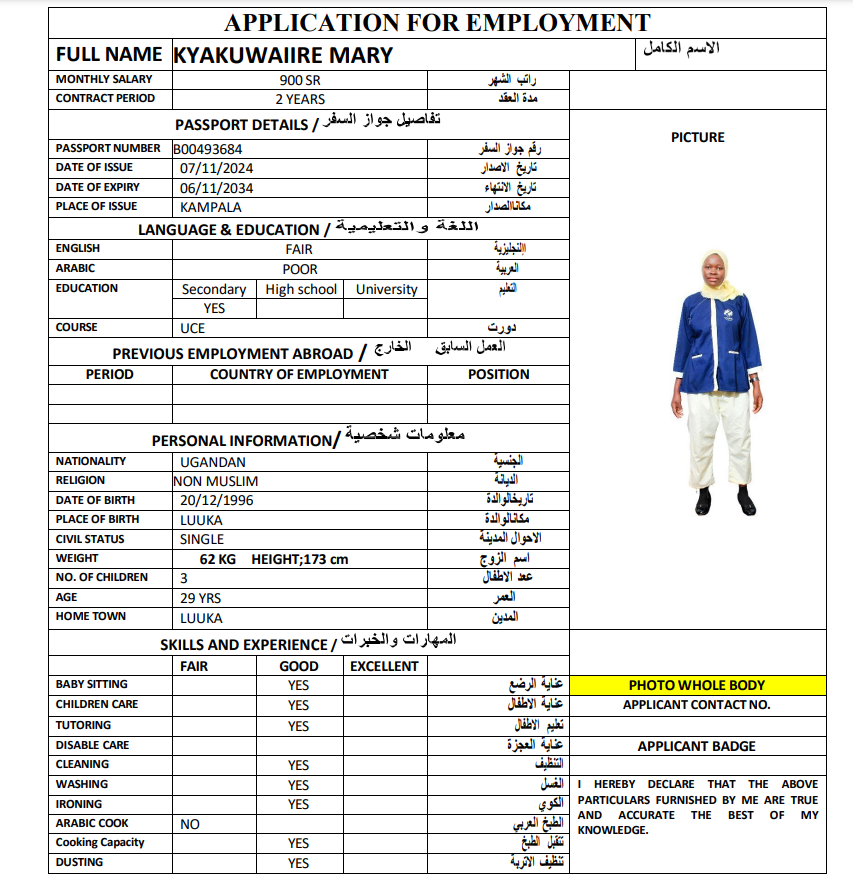 APPLICATION FOR EMPLOYMENT
FULL NAME KYAKUWAIIRE MARY الاسم الكامل
MONTHLY SALARY 900 SR راتب الشهر
CONTRACT PERIOD 2 YEARS مدة العقد
PASSPORT DETAILS / تفاصيل جواز السفر
PICTURE
PASSPORT NUMBER B00493684 رقم جواز السفر
DATE OF ISSUE 07/11/2024 تاريخ الاصدار
DATE OF EXPIRY 06/11/2034 تاريخ الانتهاء
PLACE OF ISSUE KAMPALA مكاناالصدار
LANGUAGE & EDUCATION / اللغة والتعليمية
ENGLISH FAIR االنجليزية
ARABIC POOR العربية
EDUCATION Secondary High school University التعليم
YES
COURSE UCE دورت
PREVIOUS EMPLOYMENT ABROAD / العمل السابق الخارج
PERIOD COUNTRY OF EMPLOYMENT POSITION
PERSONAL INFORMATION/ معلومات شخصية
NATIONALITY UGANDAN الجنسية
RELIGION NON MUSLIM الديانة
DATE OF BIRTH 20/12/1996 تاريخالوالدة
PLACE OF BIRTH LUUKA مكانالوالدة
CIVIL STATUS SINGLE الاحوال المدينة
WEIGHT 62 KG HEIGHT;173 cm اسم الزوج
NO. OF CHILDREN 3 عدد الاطفال
AGE 29 YRS العمر
HOME TOWN LUUKA المدين
SKILLS AND EXPERIENCE / المهارات والخبرات
FAIR GOOD EXCELLENT
BABY SITTING YES عناية الرضع
PHOTO WHOLE BODY
CHILDREN CARE YES عناية الاطفال
APPLICANT CONTACT NO.
TUTORING YES تعليم الاطفال
DISABLE CARE عناية العجزة
APPLICANT BADGE
CLEANING YES التنظيف
WASHING YES الغسل
IRONING YES الكوي
ARABIC COOK NO الطبخ العربي
Cooking Capacity YES تتقبل الطبخ
DUSTING YES تنظيف الاتربة
I HEREBY DECLARE THAT THE ABOVE
PARTICULARS FURNISHED BY ME ARE TRUE
AND ACCURATE THE BEST OF MY
KNOWLEDGE.